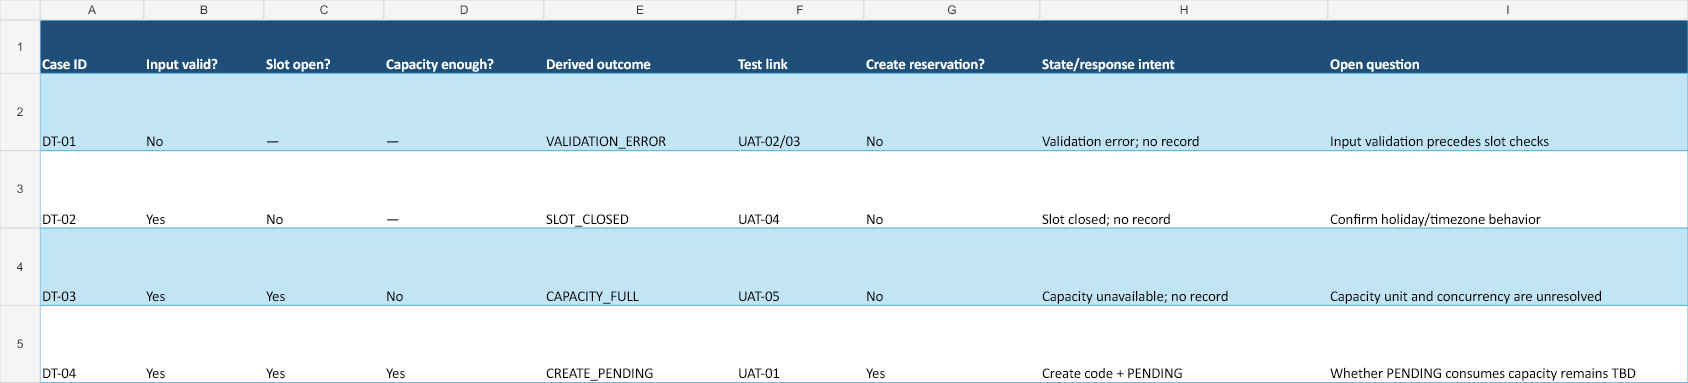 A B C D E F G H I
1 Case ID Input valid? Slot open? Capacity enough? Derived outcome Test link Create reservation? State/response intent Open question
2 DT-01 No — — VALIDATION_ERROR UAT-02/03 No Validation error; no record Input validation precedes slot checks
3 DT-02 Yes No — SLOT_CLOSED UAT-04 No Slot closed; no record Confirm holiday/timezone behavior
4 DT-03 Yes Yes No CAPACITY_FULL UAT-05 No Capacity unavailable; no record Capacity unit and concurrency are unresolved
5 DT-04 Yes Yes Yes CREATE_PENDING UAT-01 Yes Create code + PENDING Whether PENDING consumes capacity remains TBD